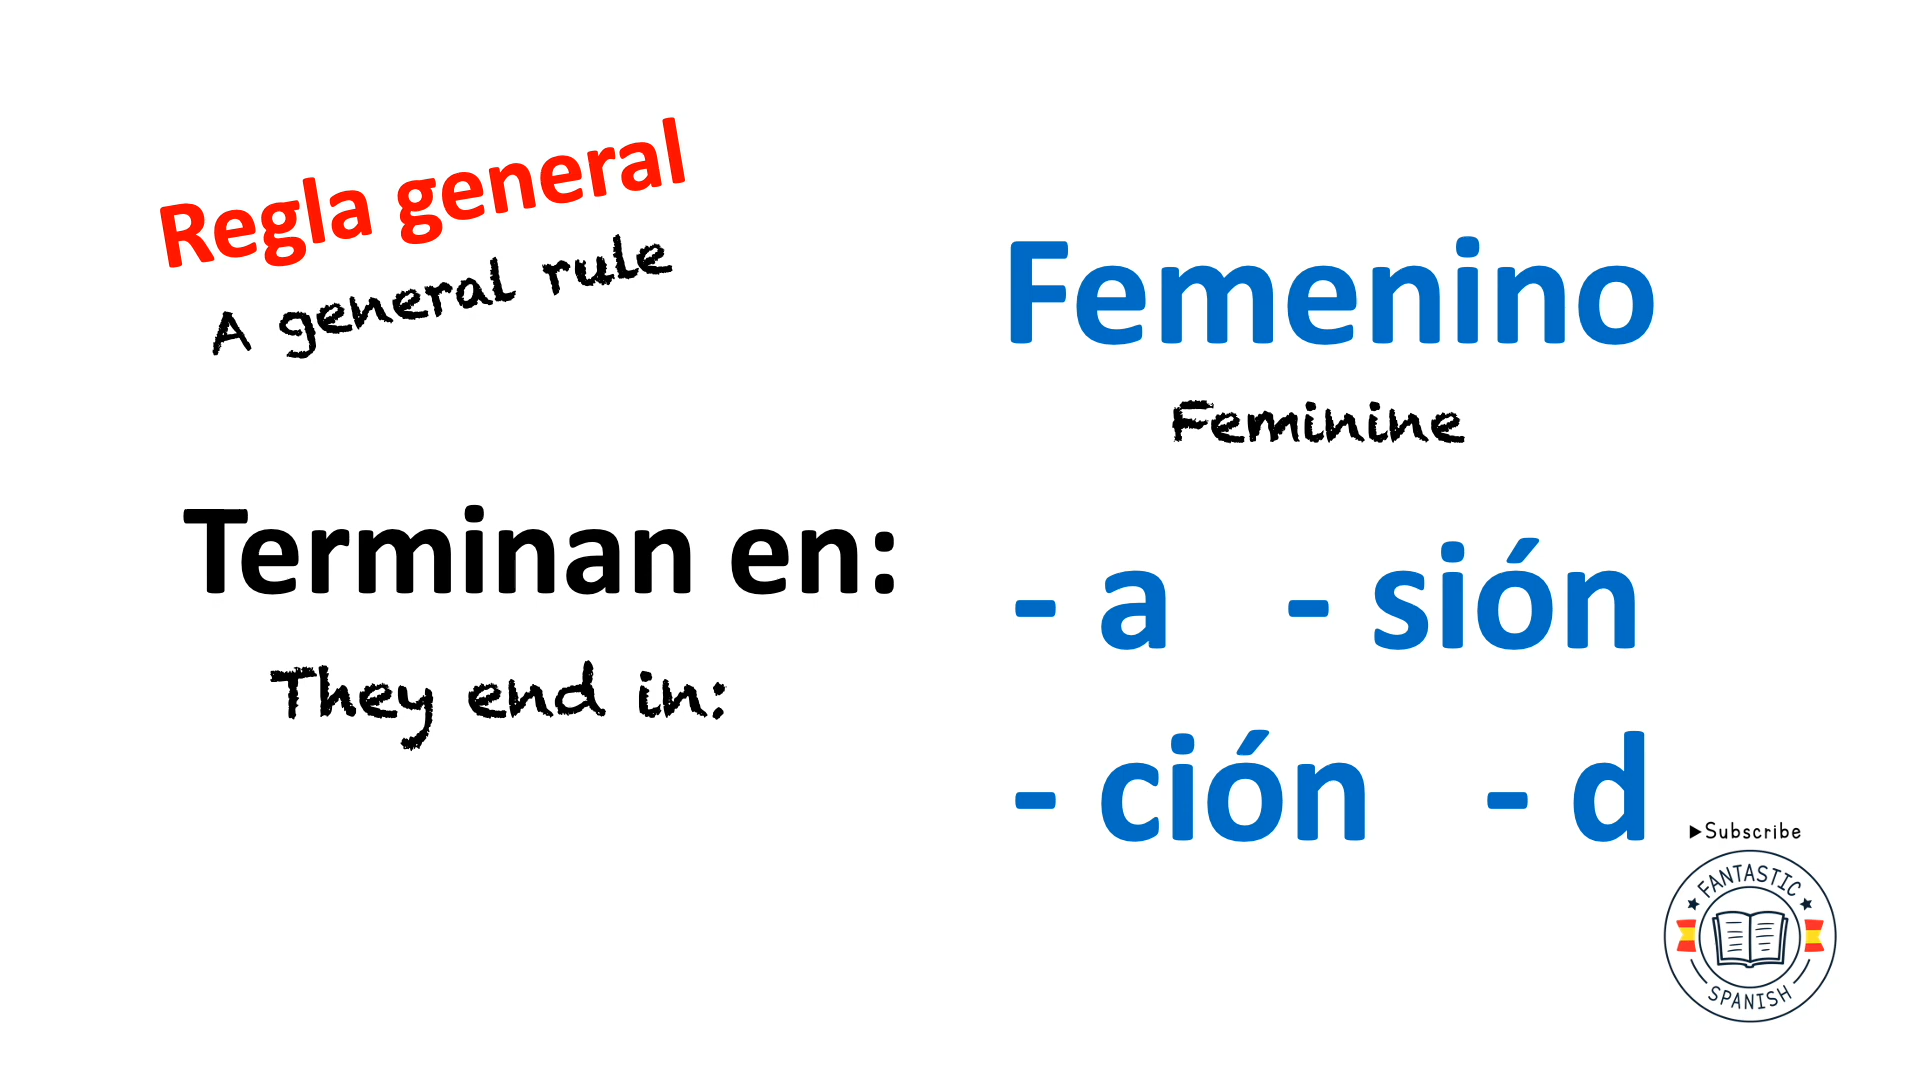 Regla general
A general rule
Femenino
Feminine
Terminan en:
They end in:
- a - sión
- ción - d
▶Subscribe
FANTASTIC
SPANISH